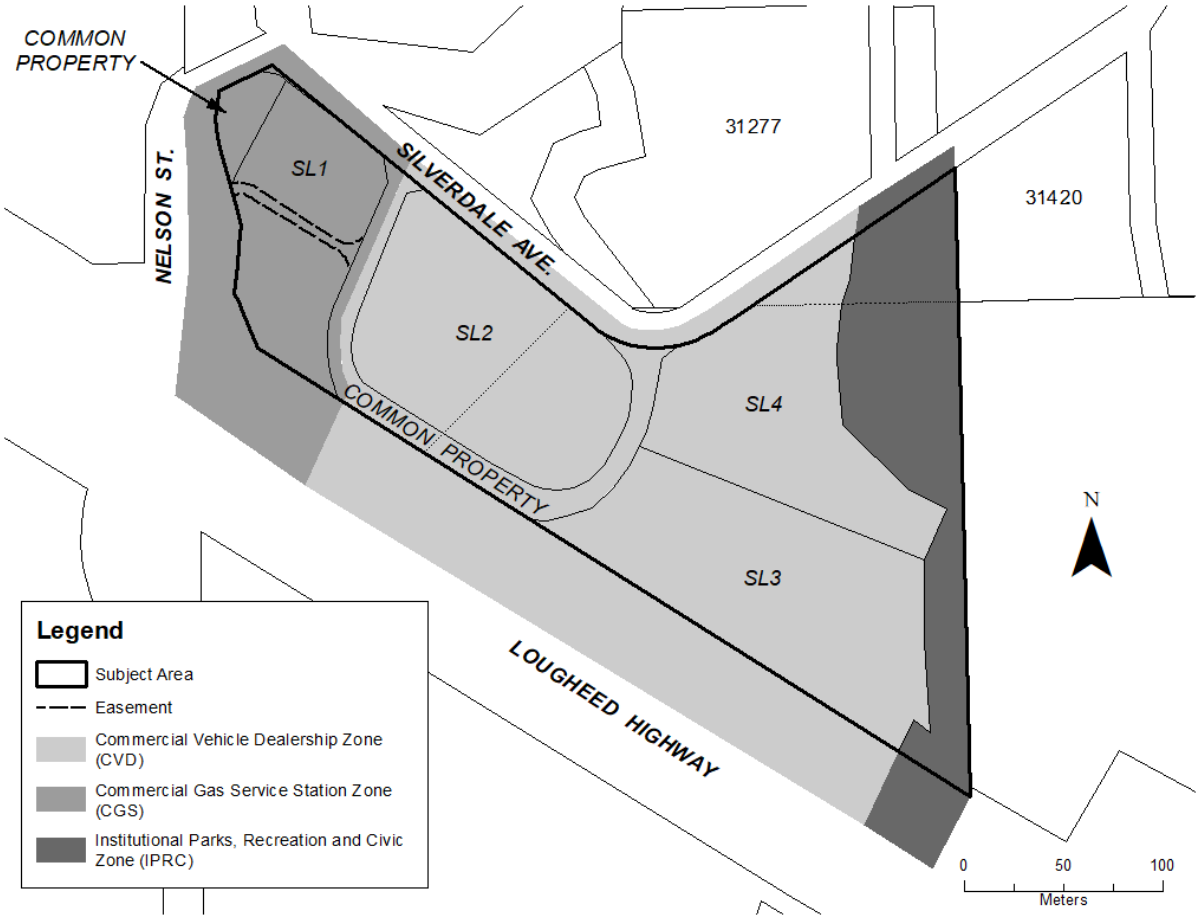 COMMON
PROPERTY
31277
SL1
SILVERDALE AVE.
NELSON ST.
31420
SL2
SL4
COMMON PROPERTY
N
SL3
LOUGHEED HIGHWAY
Legend
Subject Area
Easement
Commercial Vehicle Dealership Zone
(CVD)
Commercial Gas Service Station Zone
(CGS)
Institutional Parks, Recreation and Civic
Zone (IPRC)
0 50 100
Meters